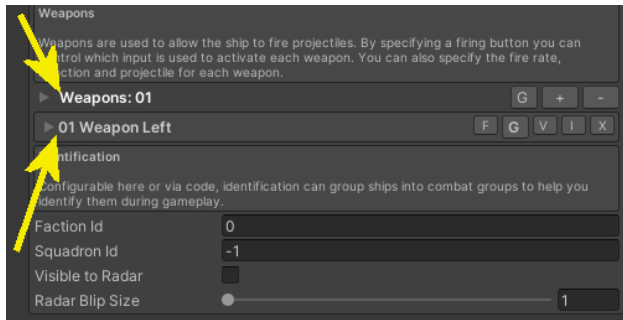 Weapons
Weapons are used to allow the ship to fire projectiles. By specifying a firing button you can
control which input is used to activate each weapon. You can also specify the fire rate,
direction and projectile for each weapon.
Weapons: 01 G + -
01 Weapon Left F G V I X
Identification
Configurable here or via code, identification can group ships into combat groups to help you
identify them during gameplay.
Faction Id 0
Squadron Id -1
Visible to Radar
Radar Blip Size 1